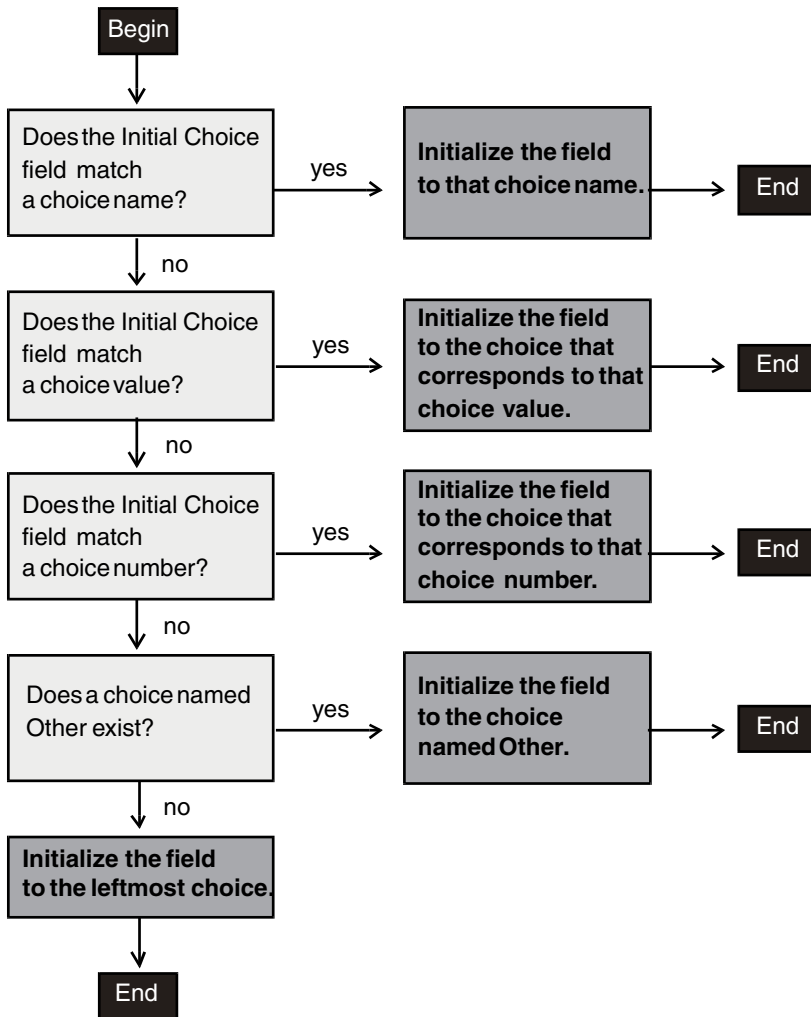 Begin
Does the Initial Choice
field match
a choice name?
yes
Initialize the field
to that choice name.
End
no
Does the Initial Choice
field match
a choice value?
yes
Initialize the field
to the choice that
corresponds to that
choice value.
End
no
Does the Initial Choice
field match
a choice number?
yes
Initialize the field
to the choice that
corresponds to that
choice number.
End
no
Does a choice named
Other exist?
yes
Initialize the field
to the choice
named Other.
End
no
Initialize the field
to the leftmost choice.
End